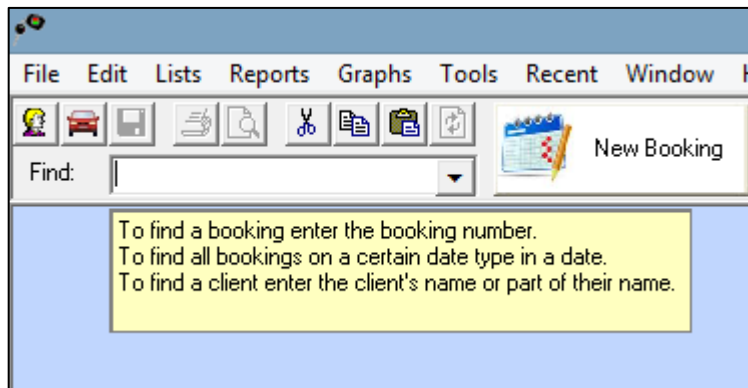 File Edit Lists Reports Graphs Tools Recent Window
New Booking
Find:
To find a booking enter the booking number.
To find all bookings on a certain date type in a date.
To find a client enter the client's name or part of their name.